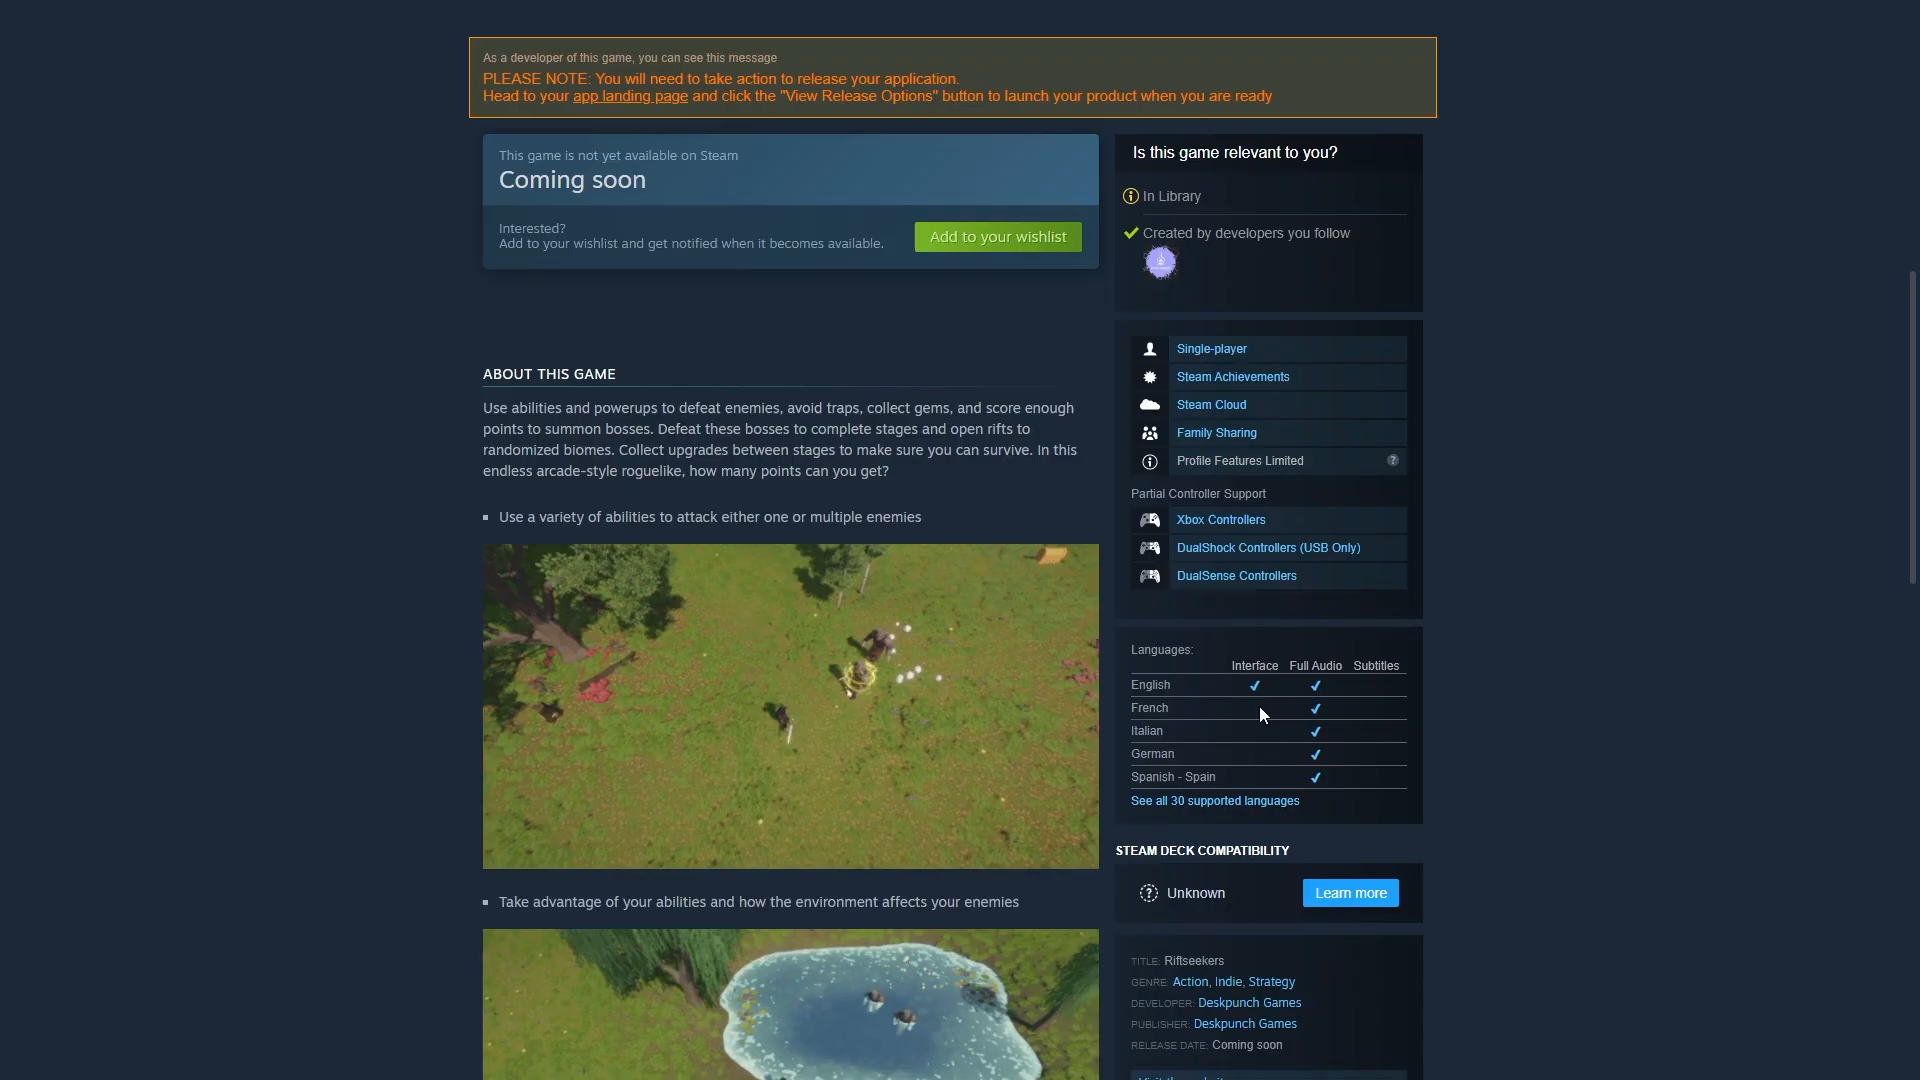 As a developer of this game, you can see this message
PLEASE NOTE: You will need to take action to release your application.
Head to your app landing page and click the "View Release Options" button to launch your product when you are ready
This game is not yet available on Steam
Coming soon
Interested?
Add to your wishlist and get notified when it becomes available.
Add to your wishlist
ABOUT THIS GAME
Use abilities and powerups to defeat enemies, avoid traps, collect gems, and score enough
points to summon bosses. Defeat these bosses to complete stages and open rifts to
randomized biomes. Collect upgrades between stages to make sure you can survive. In this
endless arcade-style roguelike, how many points can you get?
Use a variety of abilities to attack either one or multiple enemies
Take advantage of your abilities and how the environment affects your enemies
Is this game relevant to you?
In Library
Created by developers you follow
Single-player
Steam Achievements
Steam Cloud
Family Sharing
Profile Features Limited ?
Partial Controller Support
Xbox Controllers
DualShock Controllers (USB Only)
DualSense Controllers
Languages:
Interface Full Audio Subtitles
English ✔ ✔
French ✔
Italian ✔
German ✔
Spanish - Spain ✔
See all 30 supported languages
STEAM DECK COMPATIBILITY
Unknown
Learn more
TITLE: Riftseekers
GENRE: Action, Indie, Strategy
DEVELOPER: Deskpunch Games
PUBLISHER: Deskpunch Games
RELEASE DATE: Coming soon